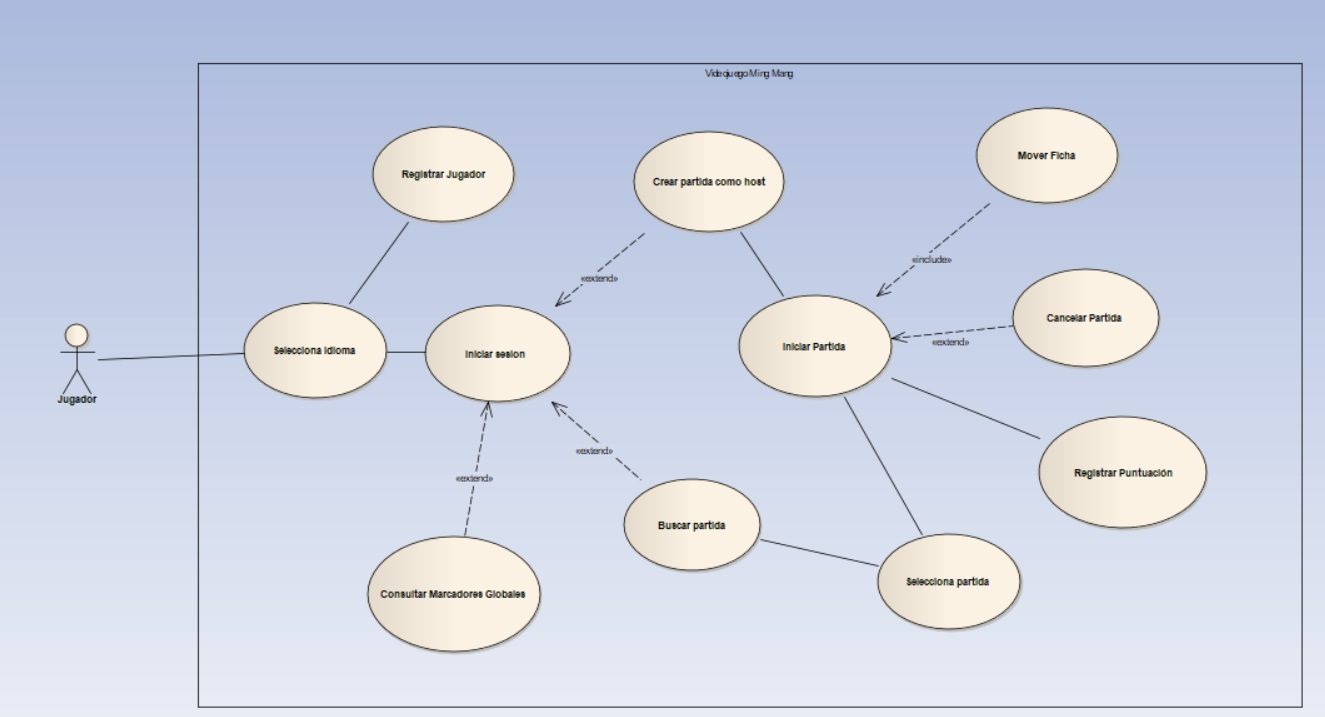 Videojuego Ming Mang
Mover Ficha
Registrar Jugador
Crear partida como host
«include»
«extend»
Cancelar Partida
«extend»
Selecciona Idioma
Iniciar sesion
Iniciar Partida
Jugador
«extend»
«extend»
Registrar Puntuación
Buscar partida
Selecciona partida
Consultar Marcadores Globales